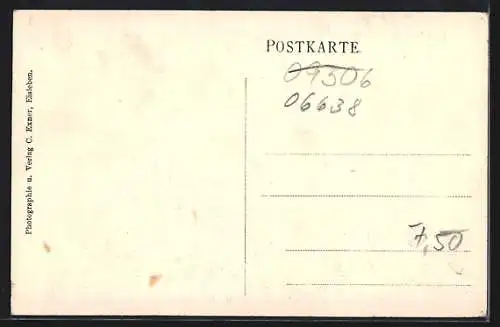 POSTKARTE
09506
06638
7,50
Photographie u. Verlag C. Exner, Eisleben.